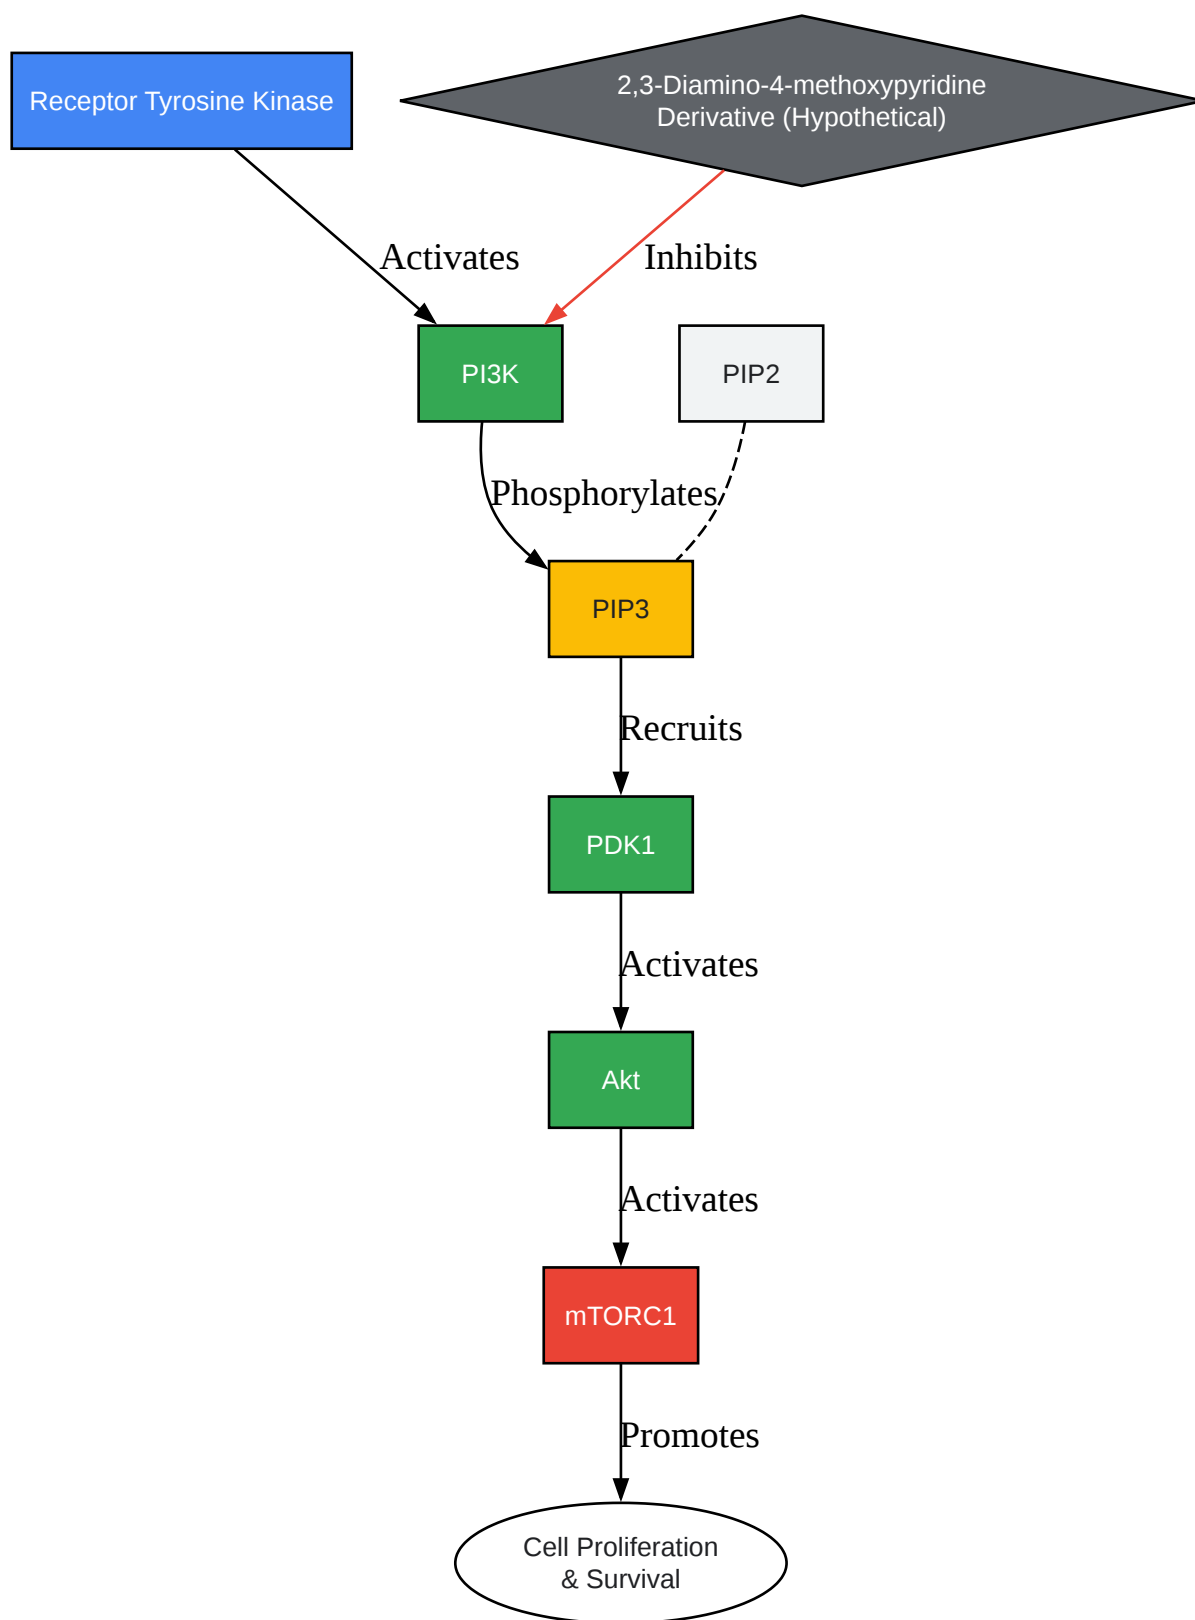 Receptor Tyrosine Kinase
2,3-Diamino-4-methoxypyridine
Derivative (Hypothetical)
Activates
Inhibits
PI3K
PIP2
Phosphorylates
PIP3
Recruits
PDK1
Activates
Akt
Activates
mTORC1
Promotes
Cell Proliferation
& Survival